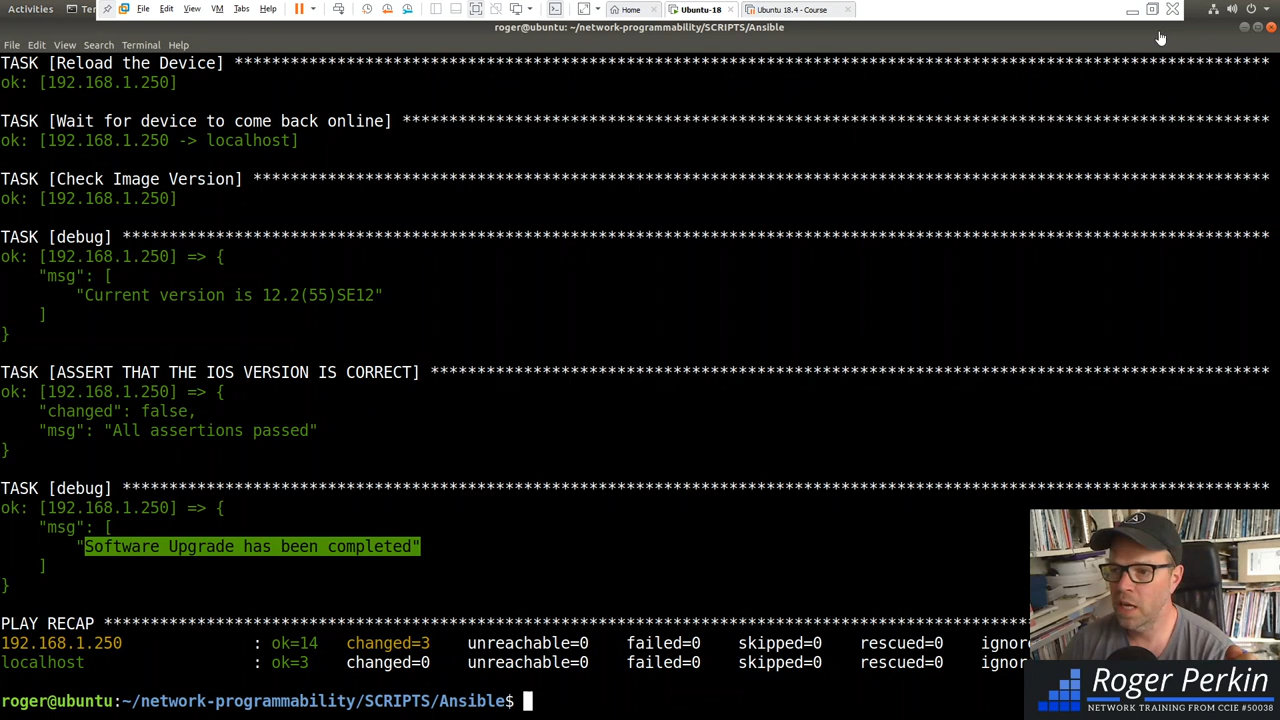 Activities
Term
File Edit View VM Tabs Help
Home
Ubuntu-18
Ubuntu 18.4 - Course
roger@ubuntu: ~/network-programmability/SCRIPTS/Ansible
File Edit View Search Terminal Help
TASK [Reload the Device] ***************************************************************************************************************
ok: [192.168.1.250]
TASK [Wait for device to come back online] *********************************************************************************************
ok: [192.168.1.250 -> localhost]
TASK [Check Image Version] *************************************************************************************************************
ok: [192.168.1.250]
TASK [debug] ***************************************************************************************************************************
ok: [192.168.1.250] => {
"msg": [
"Current version is 12.2(55)SE12"
]
}
TASK [ASSERT THAT THE IOS VERSION IS CORRECT] ******************************************************************************************
ok: [192.168.1.250] => {
"changed": false,
"msg": "All assertions passed"
}
TASK [debug] ***************************************************************************************************************************
ok: [192.168.1.250] => {
"msg": [
"Software Upgrade has been completed"
]
}
PLAY RECAP ***************************************************************************************************
192.168.1.250 : ok=14 changed=3 unreachable=0 failed=0 skipped=0 rescued=0 ignor
localhost : ok=3 changed=0 unreachable=0 failed=0 skipped=0 rescued=0 ignor
roger@ubuntu:~/network-programmability/SCRIPTS/Ansible$
Roger Perkin
NETWORK TRAINING FROM CCIE #50038